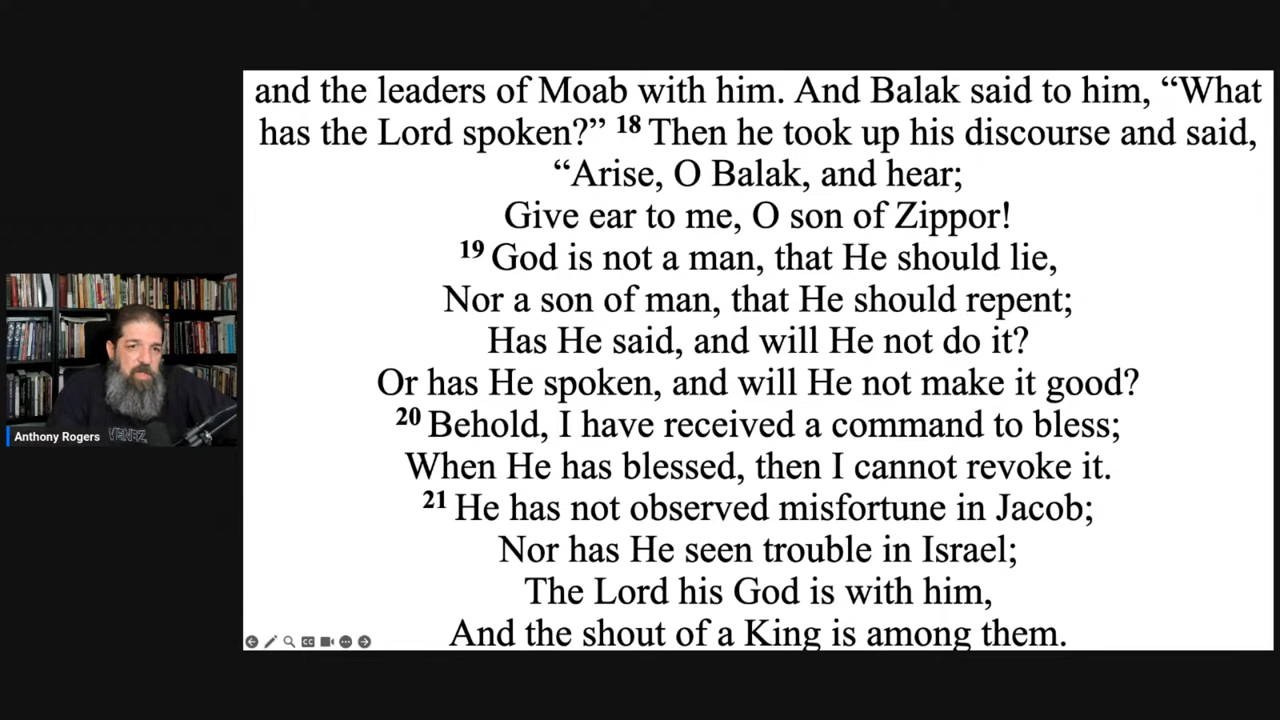 and the leaders of Moab with him. And Balak said to him, “What
has the Lord spoken?” 18 Then he took up his discourse and said,
“Arise, O Balak, and hear;
Give ear to me, O son of Zippor!
19 God is not a man, that He should lie,
Nor a son of man, that He should repent;
Has He said, and will He not do it?
Or has He spoken, and will He not make it good?
20 Behold, I have received a command to bless;
When He has blessed, then I cannot revoke it.
21 He has not observed misfortune in Jacob;
Nor has He seen trouble in Israel;
The Lord his God is with him,
And the shout of a King is among them.
Anthony Rogers